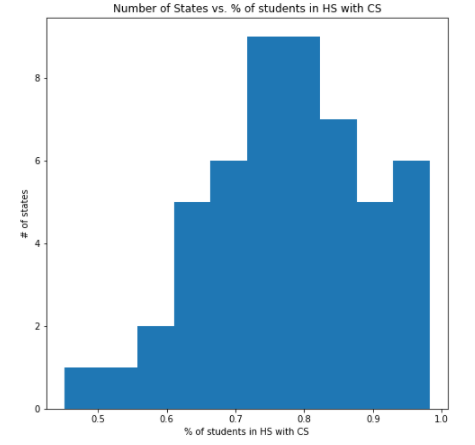 Number of States vs. % of students in HS with CS
8
6
4
2
0
# of states
0.5 0.6 0.7 0.8 0.9 1.0
% of students in HS with CS